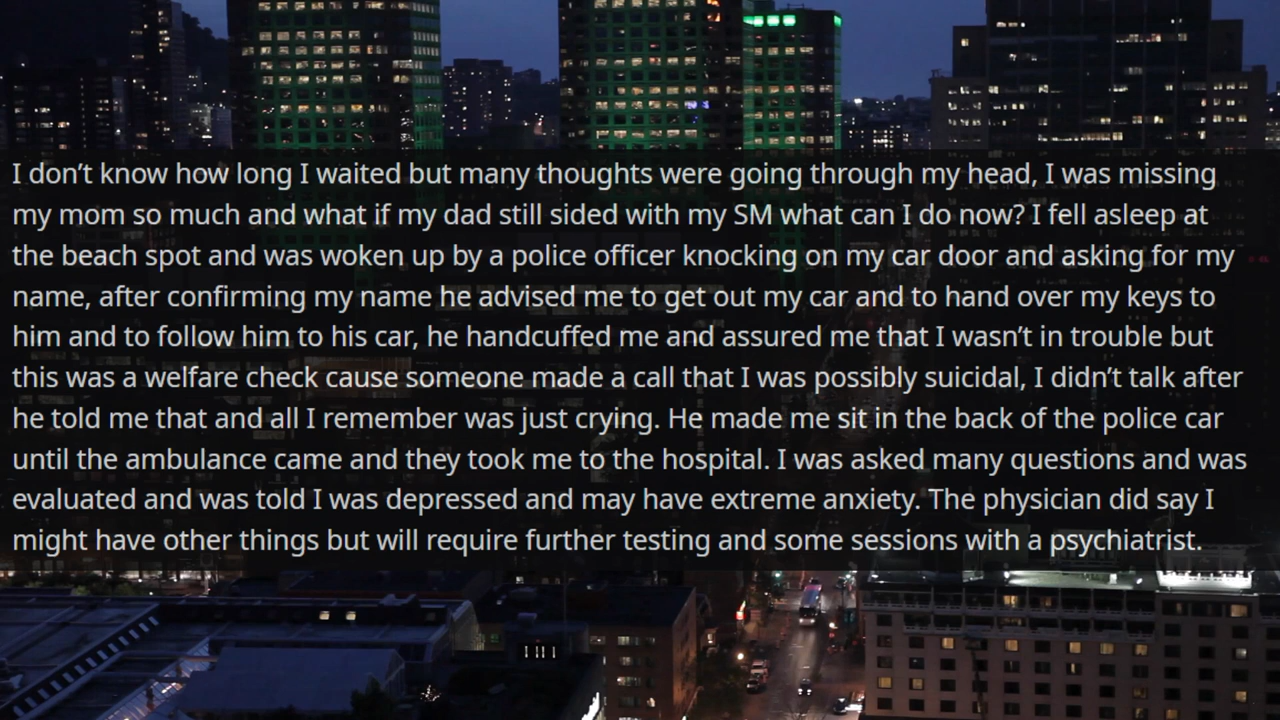 I don’t know how long I waited but many thoughts were going through my head, I was missing
my mom so much and what if my dad still sided with my SM what can I do now? I fell asleep at
the beach spot and was woken up by a police officer knocking on my car door and asking for my
name, after confirming my name he advised me to get out my car and to hand over my keys to
him and to follow him to his car, he handcuffed me and assured me that I wasn’t in trouble but
this was a welfare check cause someone made a call that I was possibly suicidal, I didn’t talk after
he told me that and all I remember was just crying. He made me sit in the back of the police car
until the ambulance came and they took me to the hospital. I was asked many questions and was
evaluated and was told I was depressed and may have extreme anxiety. The physician did say I
might have other things but will require further testing and some sessions with a psychiatrist.